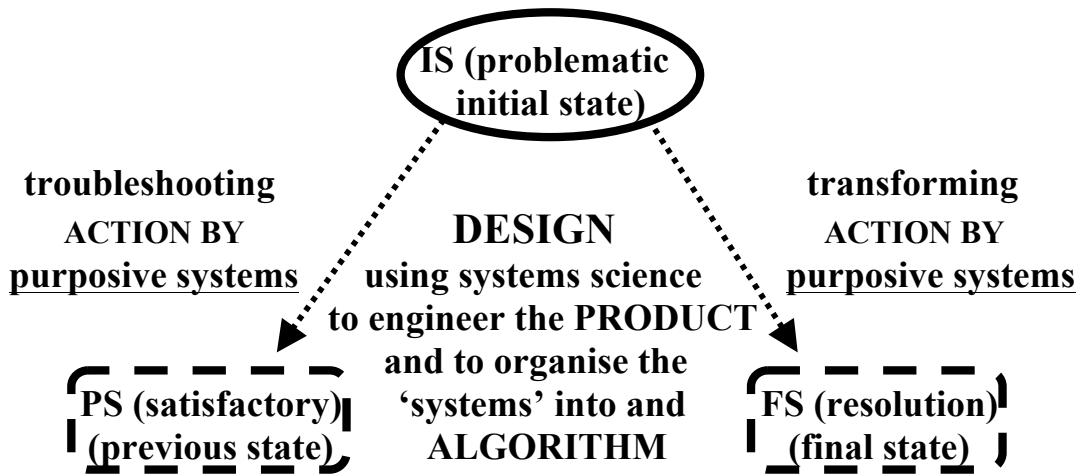 IS (problematic
initial state)
troubleshooting
ACTION BY
purposive systems
DESIGN
using systems science
to engineer the PRODUCT
and to organise the
‘systems’ into and
ALGORITHM
transforming
ACTION BY
purposive systems
PS (satisfactory)
(previous state)
FS (resolution)
(final state)